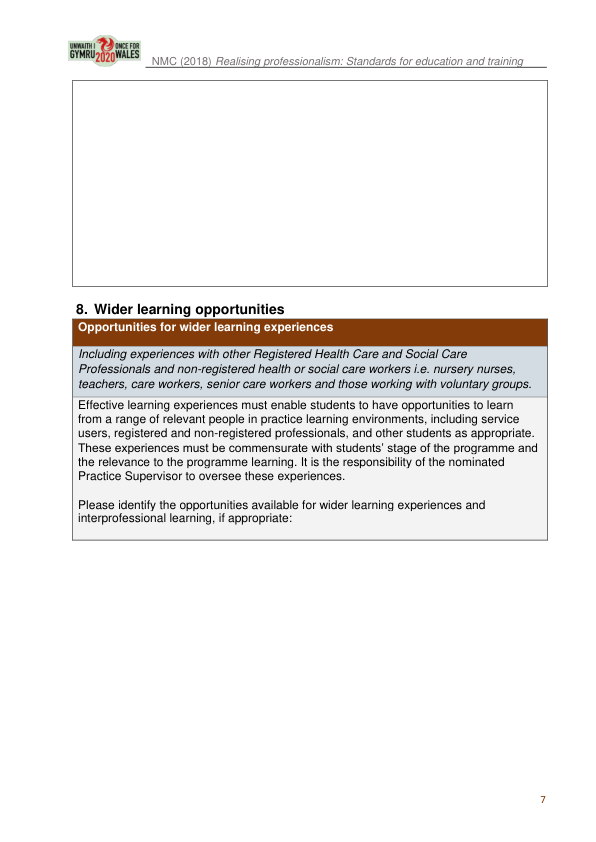 UNWAITH I ONCE FOR
GYMRU 2020 WALES
NMC (2018) Realising professionalism: Standards for education and training
8. Wider learning opportunities
Opportunities for wider learning experiences
Including experiences with other Registered Health Care and Social Care
Professionals and non-registered health or social care workers i.e. nursery nurses,
teachers, care workers, senior care workers and those working with voluntary groups.
Effective learning experiences must enable students to have opportunities to learn
from a range of relevant people in practice learning environments, including service
users, registered and non-registered professionals, and other students as appropriate.
These experiences must be commensurate with students’ stage of the programme and
the relevance to the programme learning. It is the responsibility of the nominated
Practice Supervisor to oversee these experiences.
Please identify the opportunities available for wider learning experiences and
interprofessional learning, if appropriate:
7